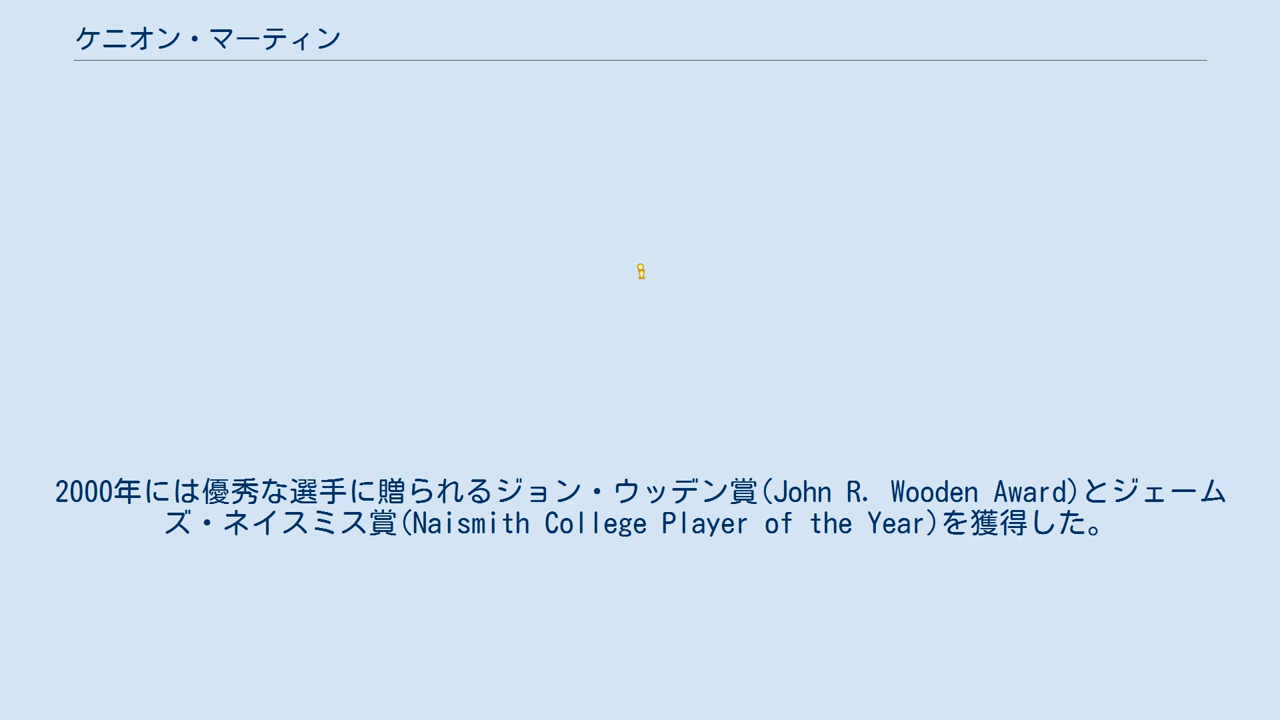 ケニオン・マーティン
2000年には優秀な選手に贈られるジョン・ウッデン賞(John R. Wooden Award)とジェーム
ズ・ネイスミス賞(Naismith College Player of the Year)を獲得した。